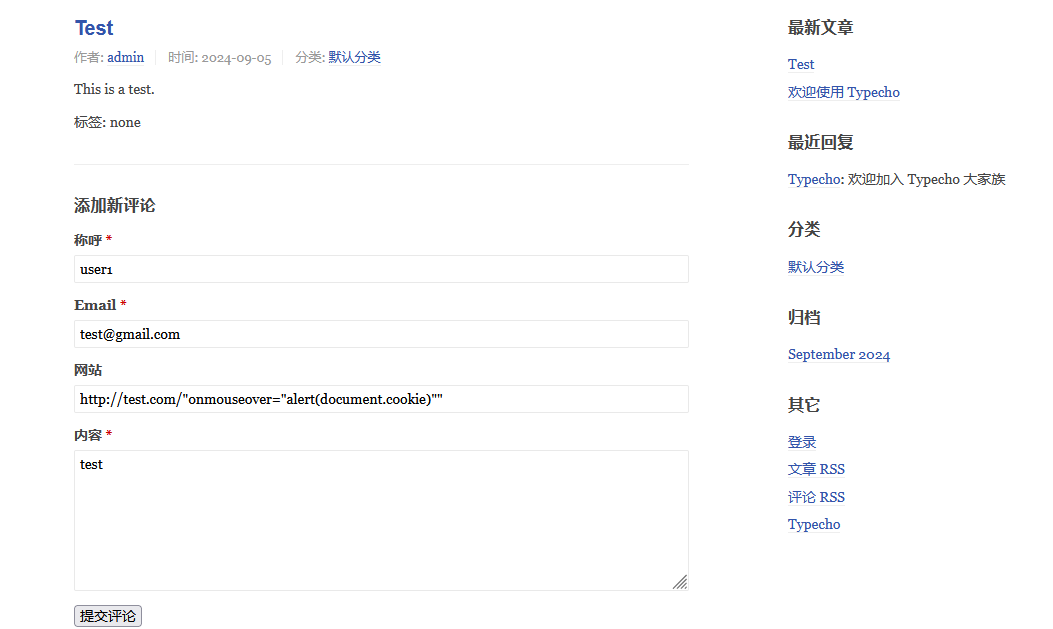 Test
作者: admin 时间: 2024-09-05 分类: 默认分类
This is a test.
标签: none
添加新评论
称呼 *
user1
Email *
test@gmail.com
网站
http://test.com/"onmouseover="alert(document.cookie)""
内容 *
test
提交评论
最新文章
Test
欢迎使用 Typecho
最近回复
Typecho: 欢迎加入 Typecho 大家族
分类
默认分类
归档
September 2024
其它
登录
文章 RSS
评论 RSS
Typecho